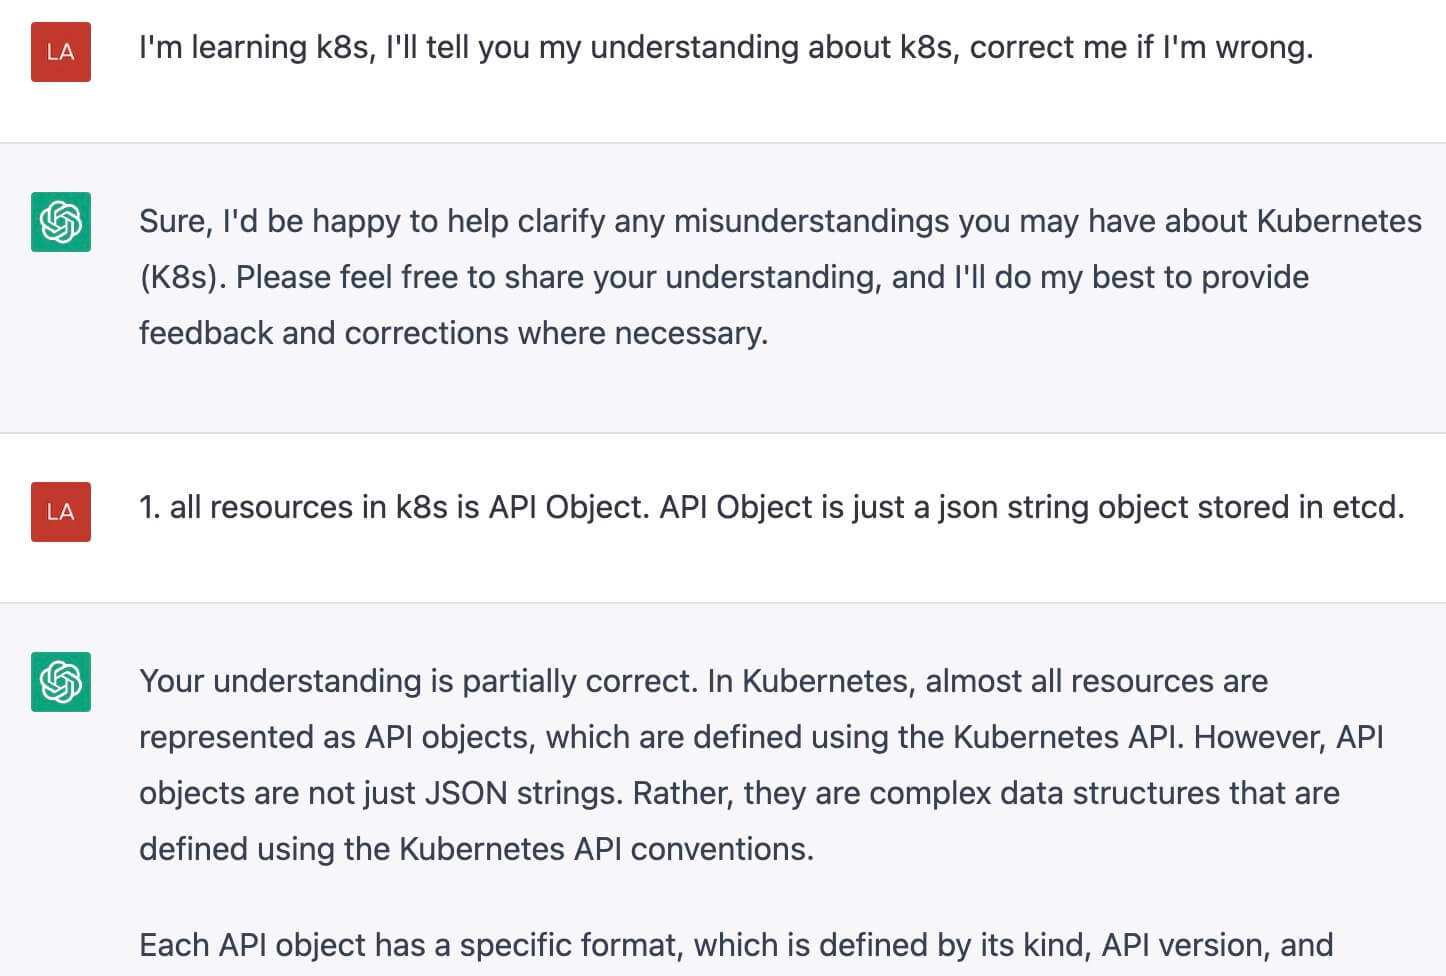 LA
I'm learning k8s, I'll tell you my understanding about k8s, correct me if I'm wrong.
Sure, I'd be happy to help clarify any misunderstandings you may have about Kubernetes
(K8s). Please feel free to share your understanding, and I'll do my best to provide
feedback and corrections where necessary.
LA
1. all resources in k8s is API Object. API Object is just a json string object stored in etcd.
Your understanding is partially correct. In Kubernetes, almost all resources are
represented as API objects, which are defined using the Kubernetes API. However, API
objects are not just JSON strings. Rather, they are complex data structures that are
defined using the Kubernetes API conventions.
Each API object has a specific format, which is defined by its kind, API version, and